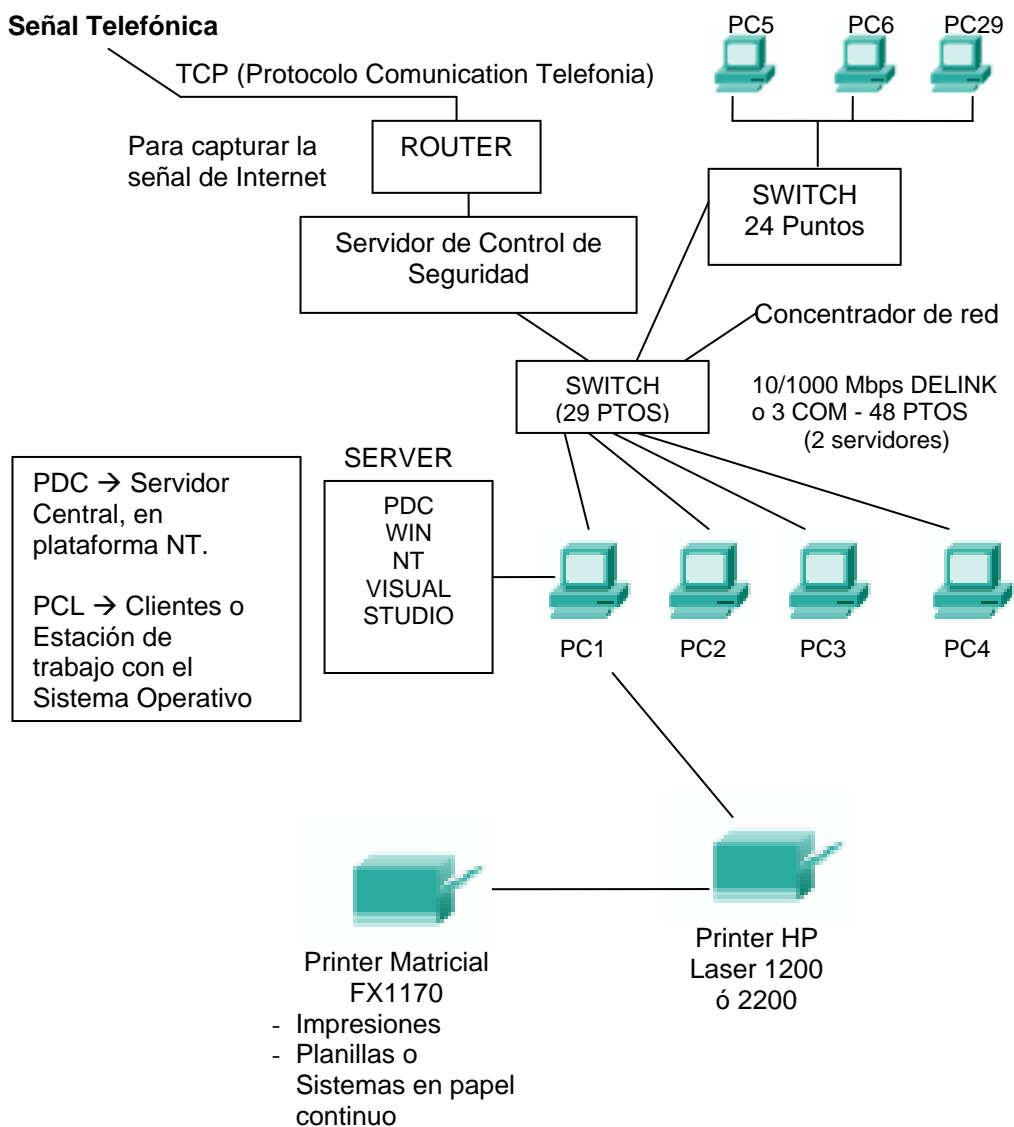 Señal Telefónica
TCP (Protocolo Comunication Telefonia)
PC5
PC6
PC29
Para capturar la
señal de Internet
ROUTER
SWITCH
24 Puntos
Servidor de Control de
Seguridad
Concentrador de red
SWITCH
(29 PTOS)
10/1000 Mbps DELINK
o 3 COM - 48 PTOS
(2 servidores)
SERVER
PDC
WIN
NT
VISUAL
STUDIO
PDC → Servidor
Central, en
plataforma NT.
PCL → Clientes o
Estación de
trabajo con el
Sistema Operativo
PC1
PC2
PC3
PC4
Printer Matricial
FX1170
- Impresiones
- Planillas o
Sistemas en papel
continuo
Printer HP
Laser 1200
ó 2200